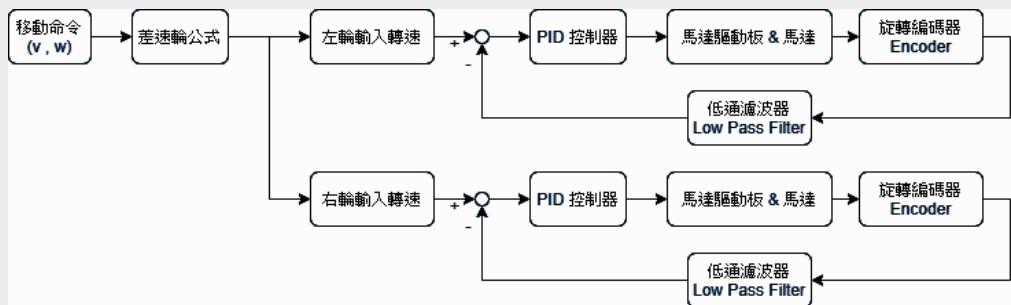 移動命令
(v , w)
差速輪公式
左輪輸入轉速
+
-
PID 控制器
馬達驅動板 & 馬達
旋轉編碼器
Encoder
低通濾波器
Low Pass Filter
右輪輸入轉速
+
-
PID 控制器
馬達驅動板 & 馬達
旋轉編碼器
Encoder
低通濾波器
Low Pass Filter